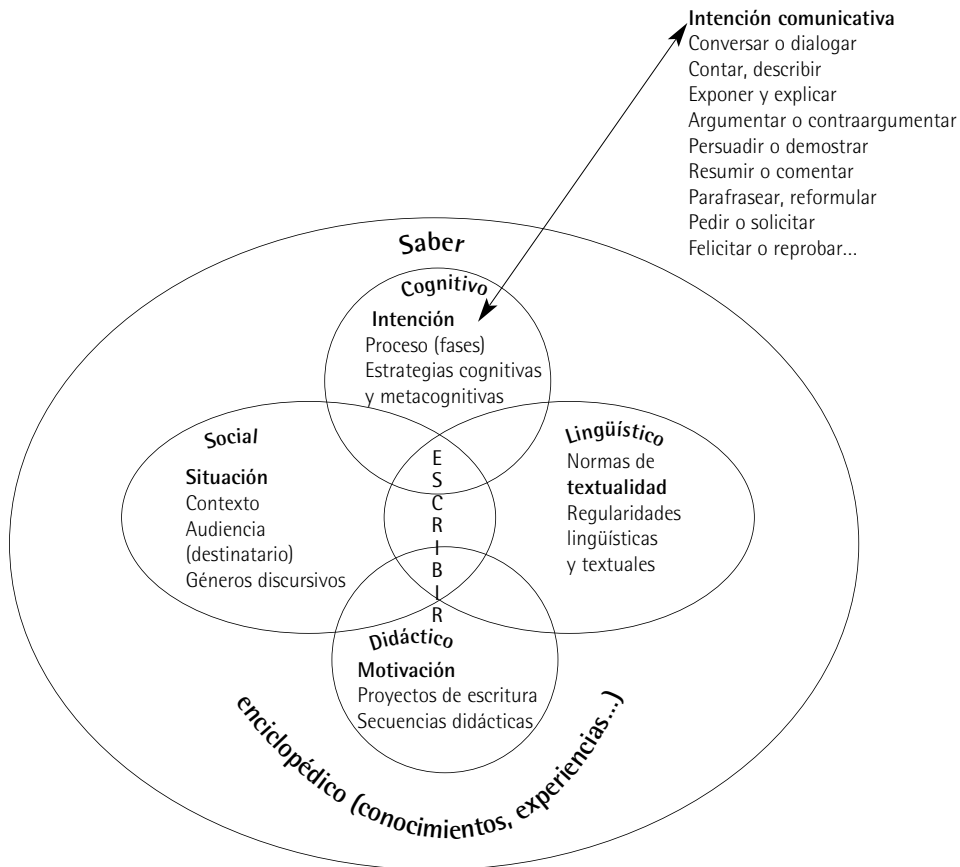 Intención comunicativa
Conversar o dialogar
Contar, describir
Exponer y explicar
Argumentar o contraargumentar
Persuadir o demostrar
Resumir o comentar
Parafrasear, reformular
Pedir o solicitar
Felicitar o reprobar...
Saber
Cognitivo
Intención
Proceso (fases)
Estrategias cognitivas
y metacognitivas
Social
Situación
Contexto
Audiencia
(destinatario)
Géneros discursivos
ESCRIBIR
Lingüístico
Normas de
textualidad
Regularidades
lingüísticas
y textuales
Didáctico
Motivación
Proyectos de escritura
Secuencias didácticas
enciclopédico (conocimientos, experiencias...)